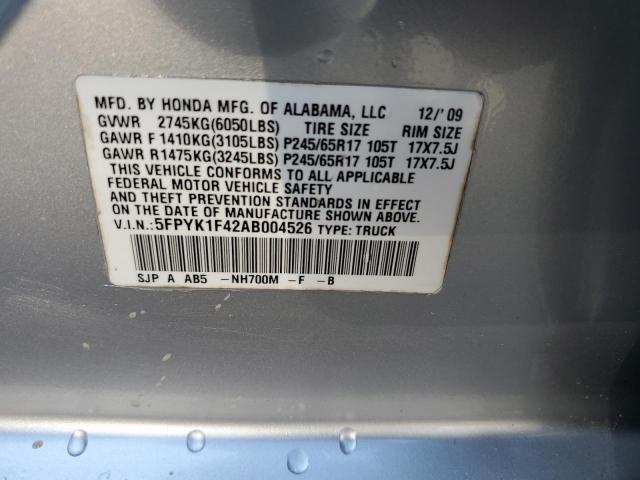 MFD. BY HONDA MFG. OF ALABAMA, LLC 12/'09
GVWR 2745KG(6050LBS) TIRE SIZE RIM SIZE
GAWR F 1410KG(3105LBS) P245/65R17 105T 17X7.5J
GAWR R1475KG(3245LBS) P245/65R17 105T 17X7.5J
THIS VEHICLE CONFORMS TO ALL APPLICABLE
FEDERAL MOTOR VEHICLE SAFETY
AND THEFT PREVENTION STANDARDS IN EFFECT
ON THE DATE OF MANUFACTURE SHOWN ABOVE.
V.I.N.:5FPYK1F42AB004526 TYPE: TRUCK
SJP A AB5 -NH700M -F -B